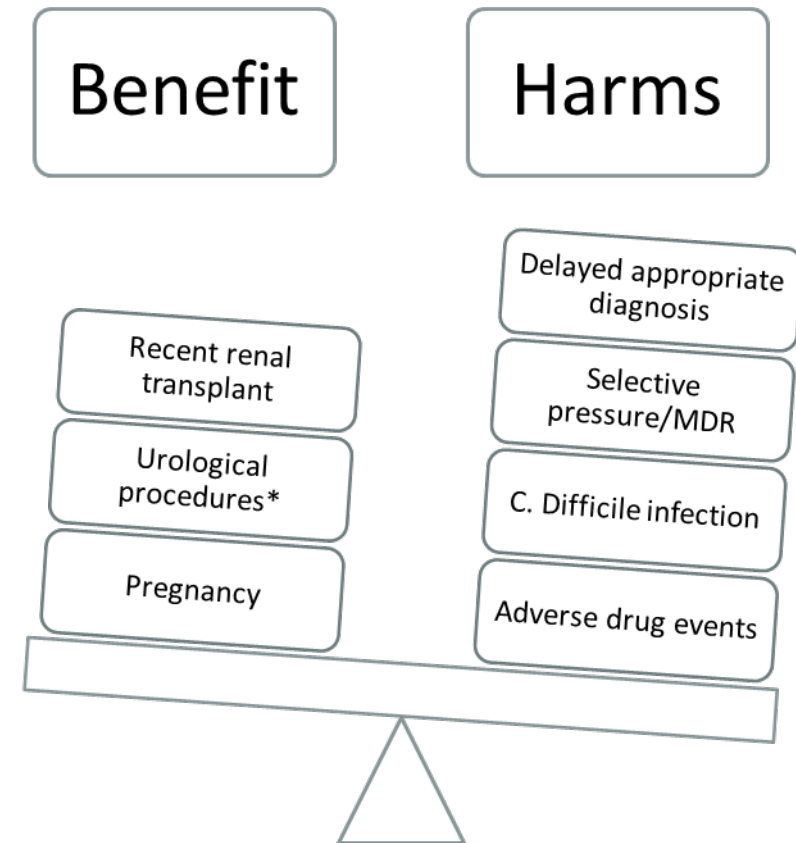 Benefit
Harms
Recent renal
transplant
Urological
procedures*
Pregnancy
Delayed appropriate
diagnosis
Selective
pressure/MDR
C. Difficile infection
Adverse drug events